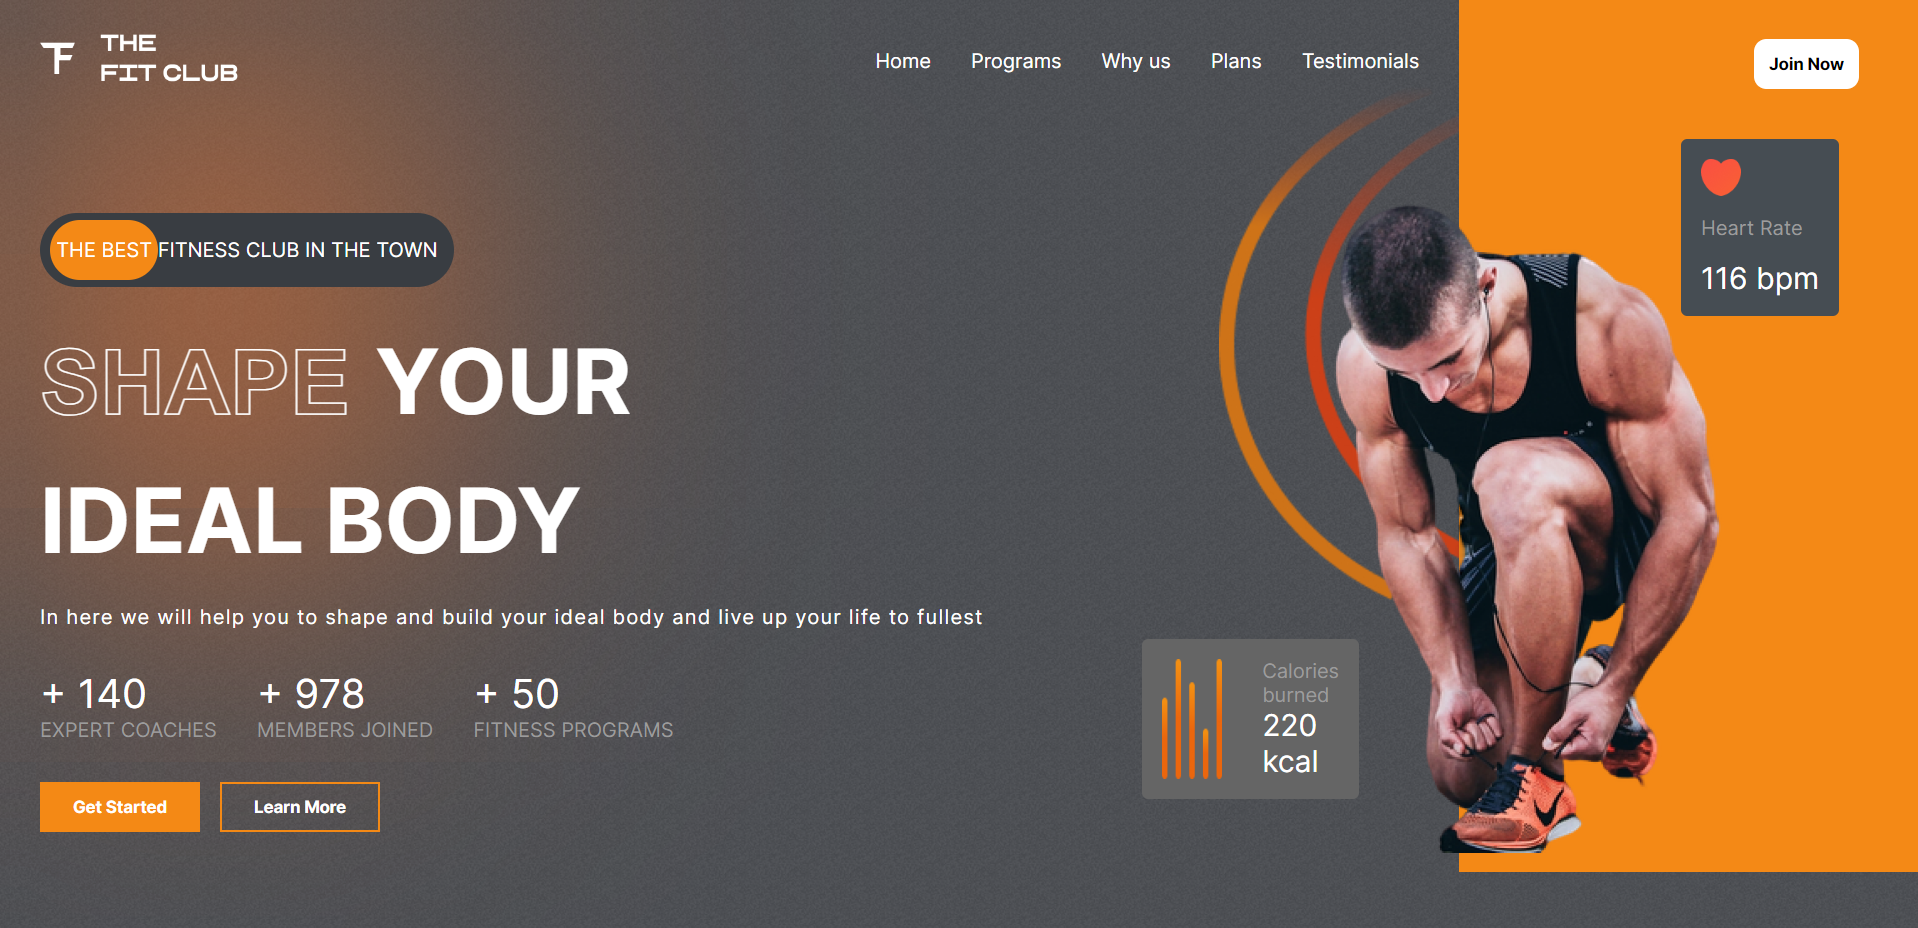 THE
FIT CLUB
Home Programs Why us Plans Testimonials
Join Now
THE BEST FITNESS CLUB IN THE TOWN
SHAPE YOUR
IDEAL BODY
In here we will help you to shape and build your ideal body and live up your life to fullest
+ 140 + 978 + 50
EXPERT COACHES MEMBERS JOINED FITNESS PROGRAMS
Get Started Learn More
Heart Rate
116 bpm
Calories
burned
220
kcal